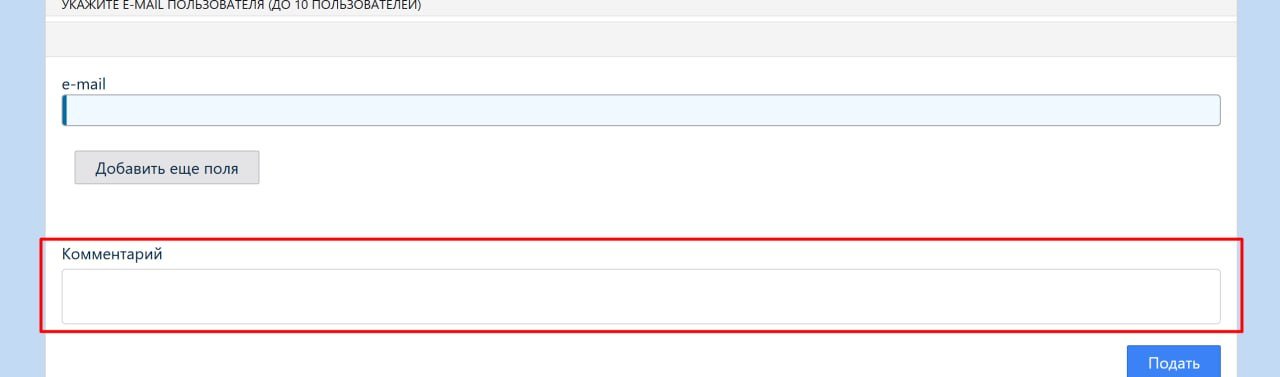 УКАЖИТЕ E-MAIL ПОЛЬЗОВАТЕЛЯ (ДО 10 ПОЛЬЗОВАТЕЛЕЙ)
e-mail
Добавить еще поля
Комментарий
Подать